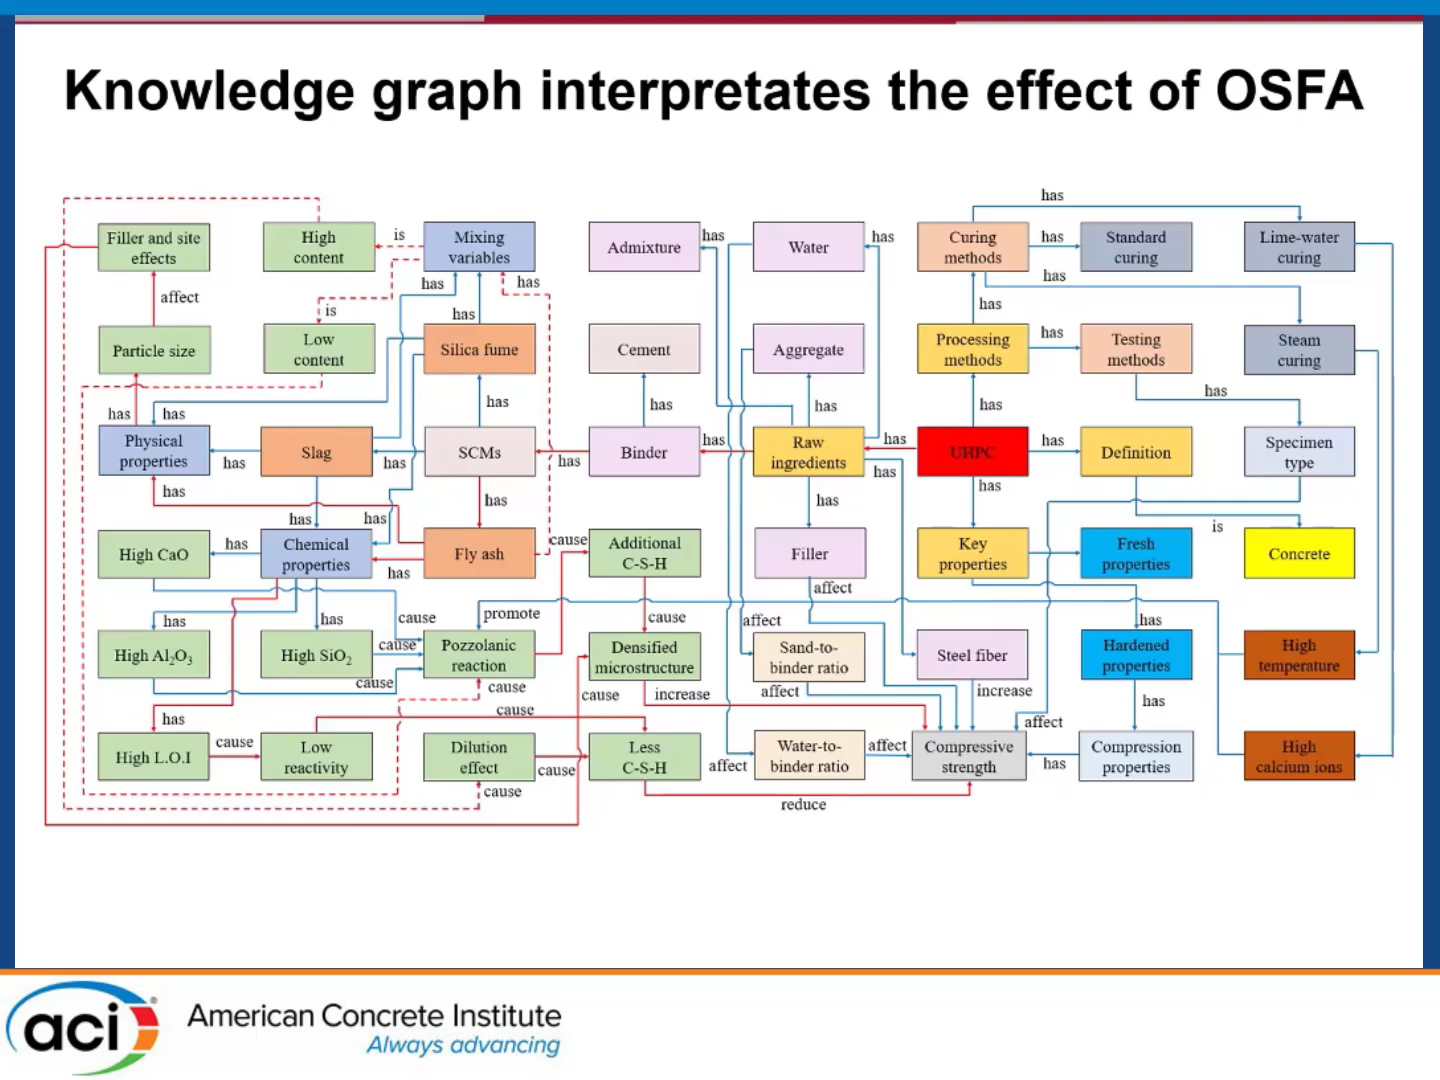 Knowledge graph interpretates the effect of OSFA
has
Filler and site
effects
High
content
is
Mixing
variables
Admixture
has
Water
has
Curing
methods
has
Standard
curing
Lime-water
curing
has
has
has
affect
is
has
has
Particle size
Low
content
Silica fume
Cement
Aggregate
Processing
methods
has
Testing
methods
Steam
curing
has
has
has
has
has
has
has
Physical
properties
has
Slag
has
SCMs
has
Binder
has
Raw
ingredients
has
has
UHPC
has
Definition
Specimen
type
has
has
has
has
has
has
is
High CaO
has
Chemical
properties
has
Fly ash
cause
Additional
C-S-H
Filler
Key
properties
Fresh
properties
Concrete
affect
has
has
cause
promote
cause
affect
has
High Al₂O₃
High SiO₂
cause
Pozzolanic
reaction
Densified
microstructure
Sand-to-
binder ratio
Steel fiber
Hardened
properties
High
temperature
cause
cause
cause
increase
affect
increase
has
has
cause
affect
High L.O.I
cause
Low
reactivity
Dilution
effect
cause
Less
C-S-H
affect
Water-to-
binder ratio
affect
Compressive
strength
has
Compression
properties
High
calcium ions
cause
reduce
aci
®
American Concrete Institute
Always advancing